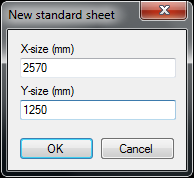 New standard sheet
X-size (mm)
2570
Y-size (mm)
1250
OK
Cancel